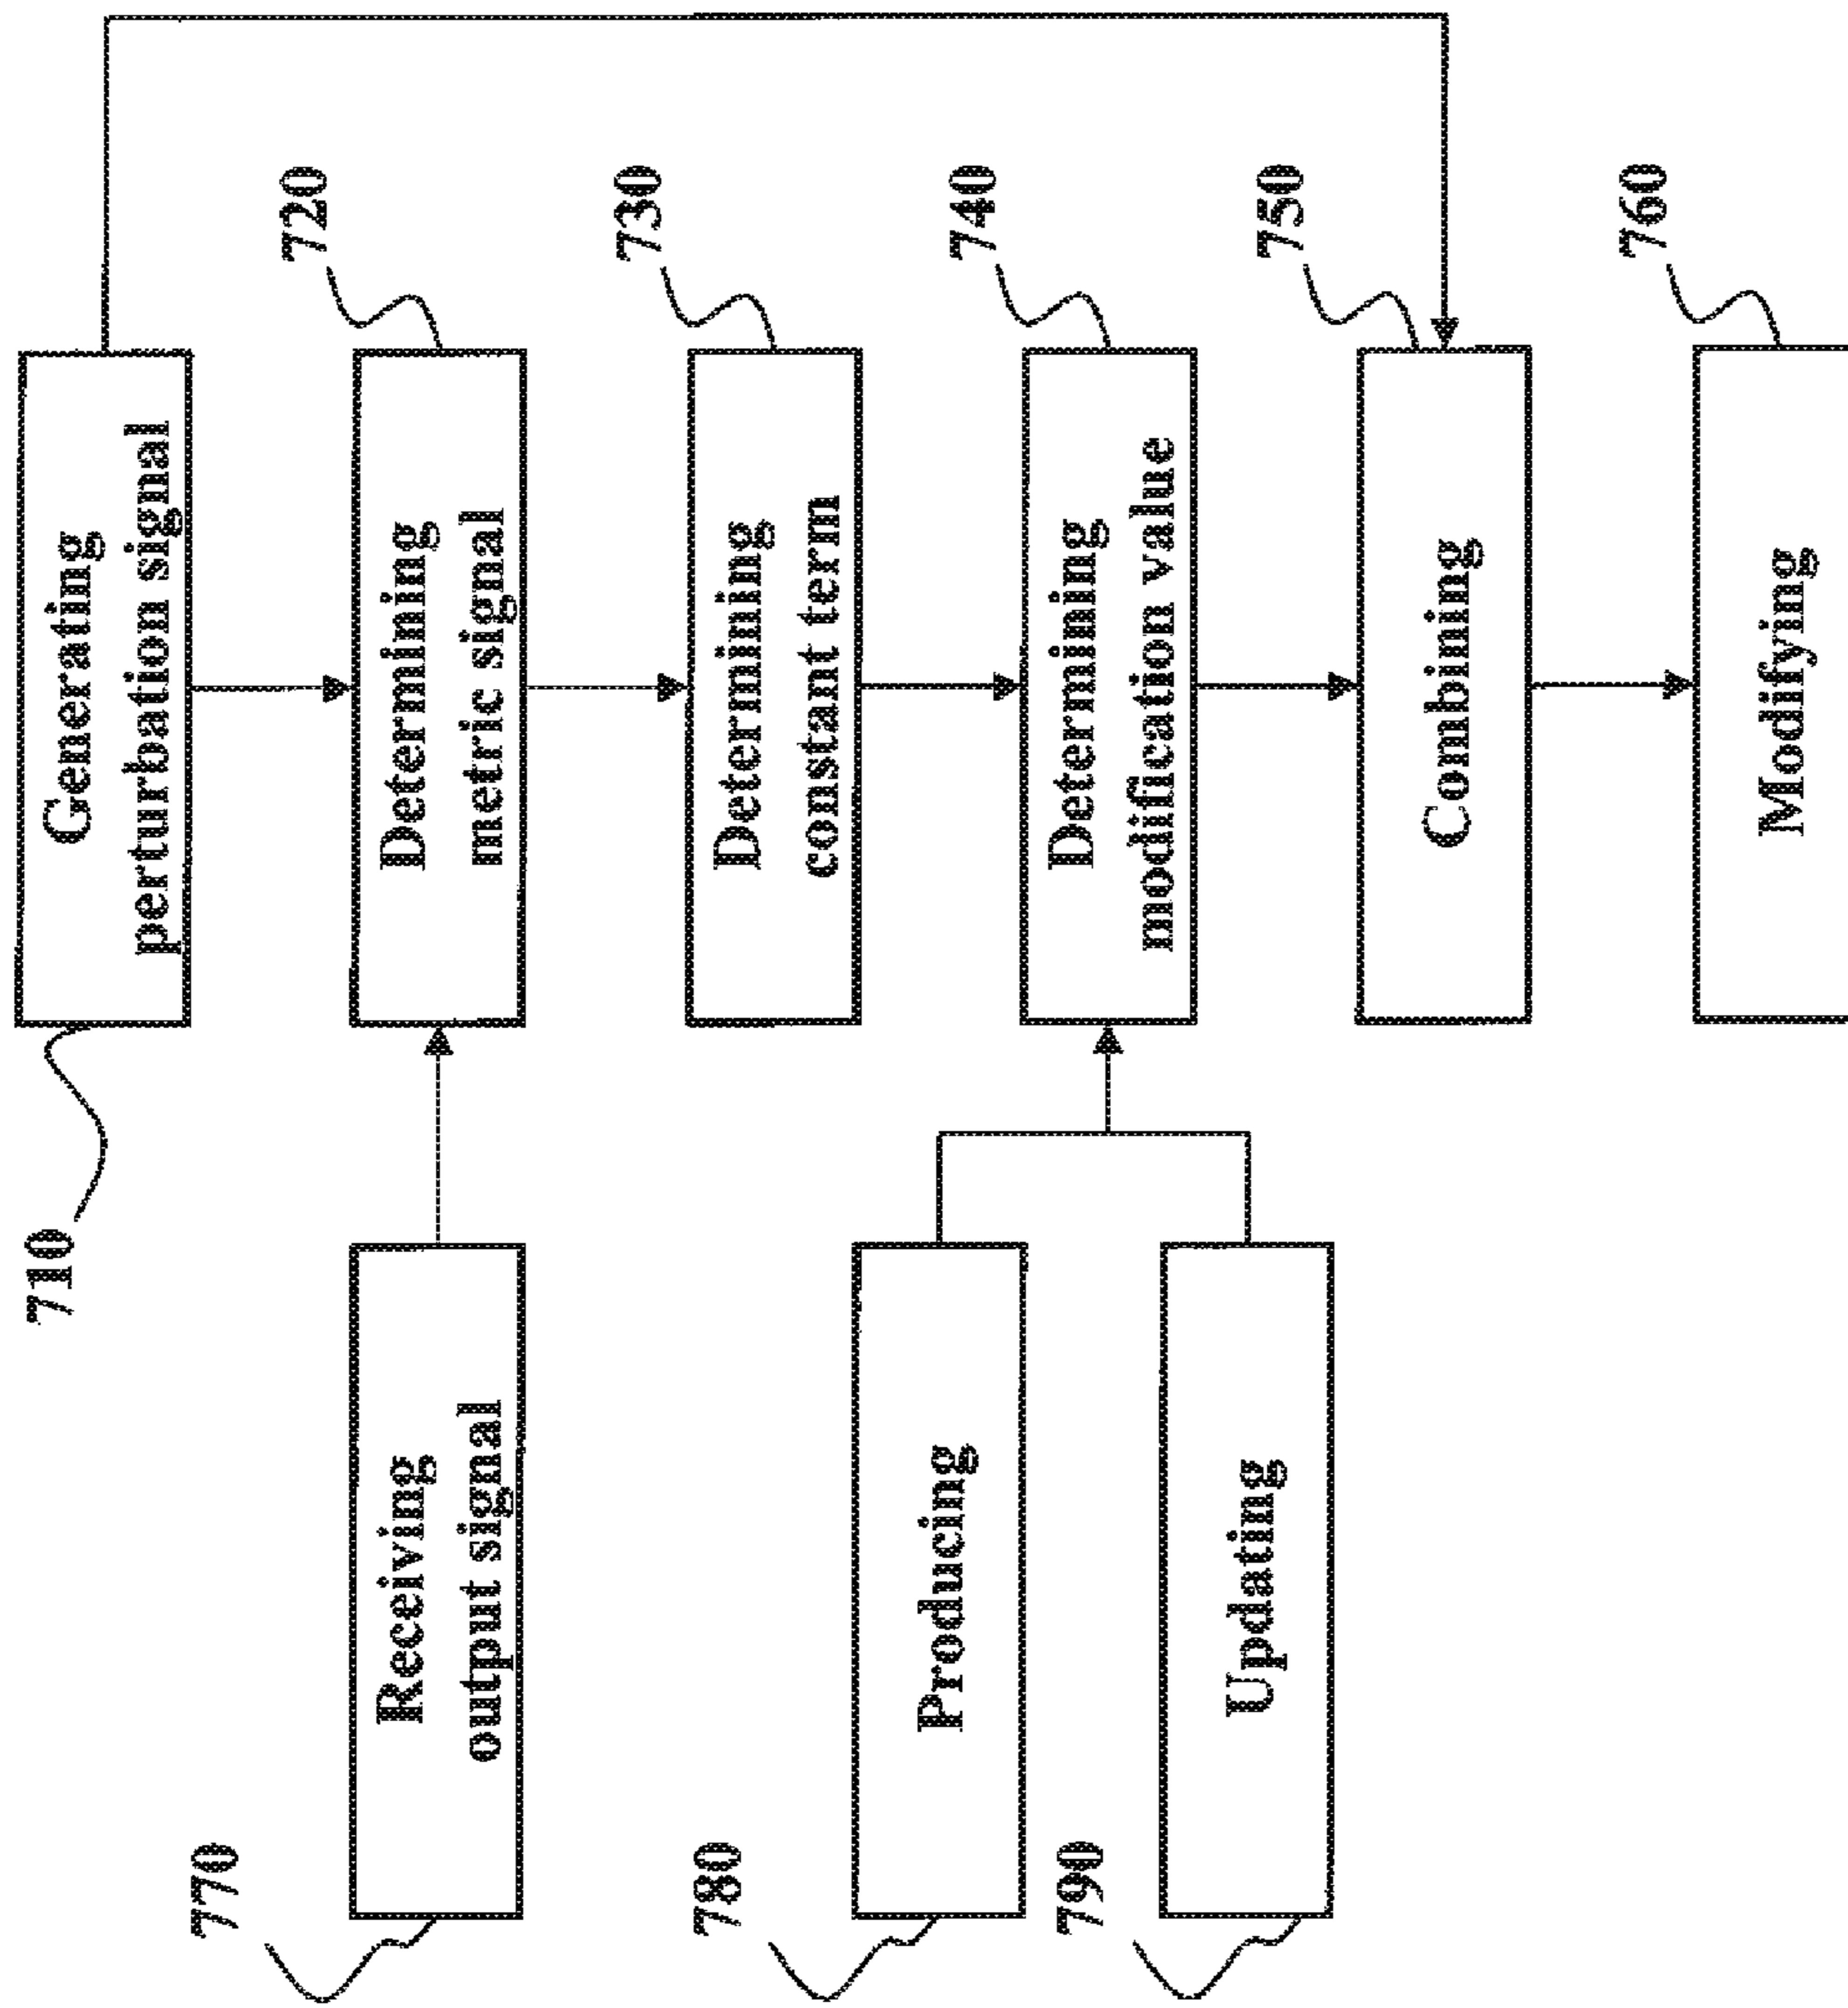 710
Generating
perturbation signal
770
Receiving
output signal
Determining
metric signal
720
Determining
constant term
730
780
Producing
Determining
modification value
740
790
Updating
Combining
750
Modifying
760